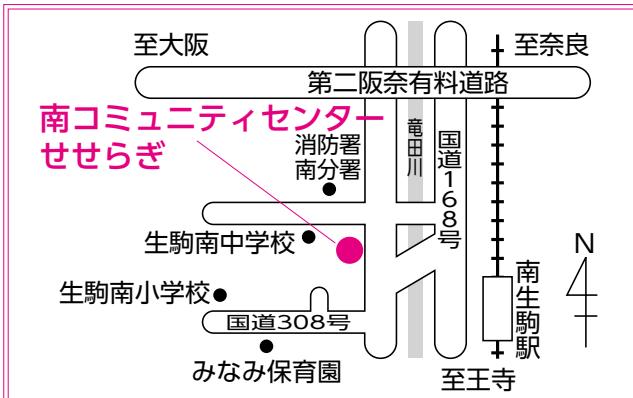 至大阪
至奈良
第二阪奈有料道路
南コミュニティセンター
せせらぎ
消防署
南分署
竜田川
国道168号
生駒南中学校
N
生駒南小学校
南生駒駅
国道308号
みなみ保育園
至王寺